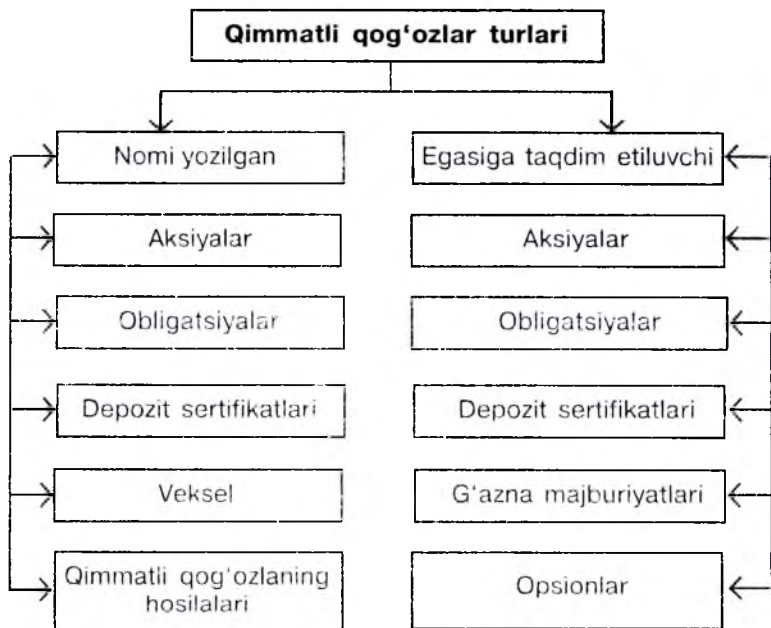 Qimmatli qog‘ozlar turlari
Nomi yozilgan
Egasiga taqdim etiluvchi
Aksiyalar
Aksiyalar
Obligatsiyalar
Obligatsiyalar
Depozit sertifikatlari
Depozit sertifikatlari
Veksel
G‘azna majburiyatlari
Qimmatli qog‘ozlaning
hosilalari
Opsionlar